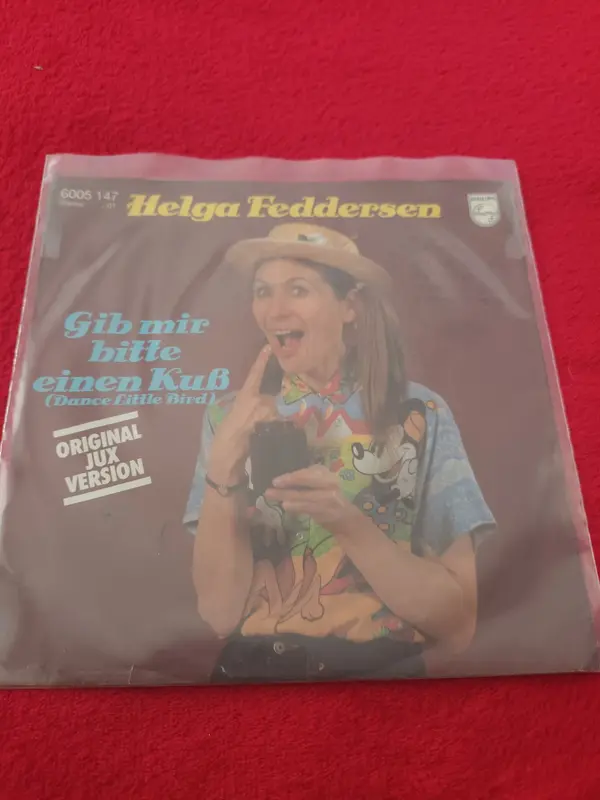 6005 147
Helga Feddersen
PHILIPS
Gib mir
bitte
einen Kuß
(Dance Little Bird)
ORIGINAL
JUX
VERSION